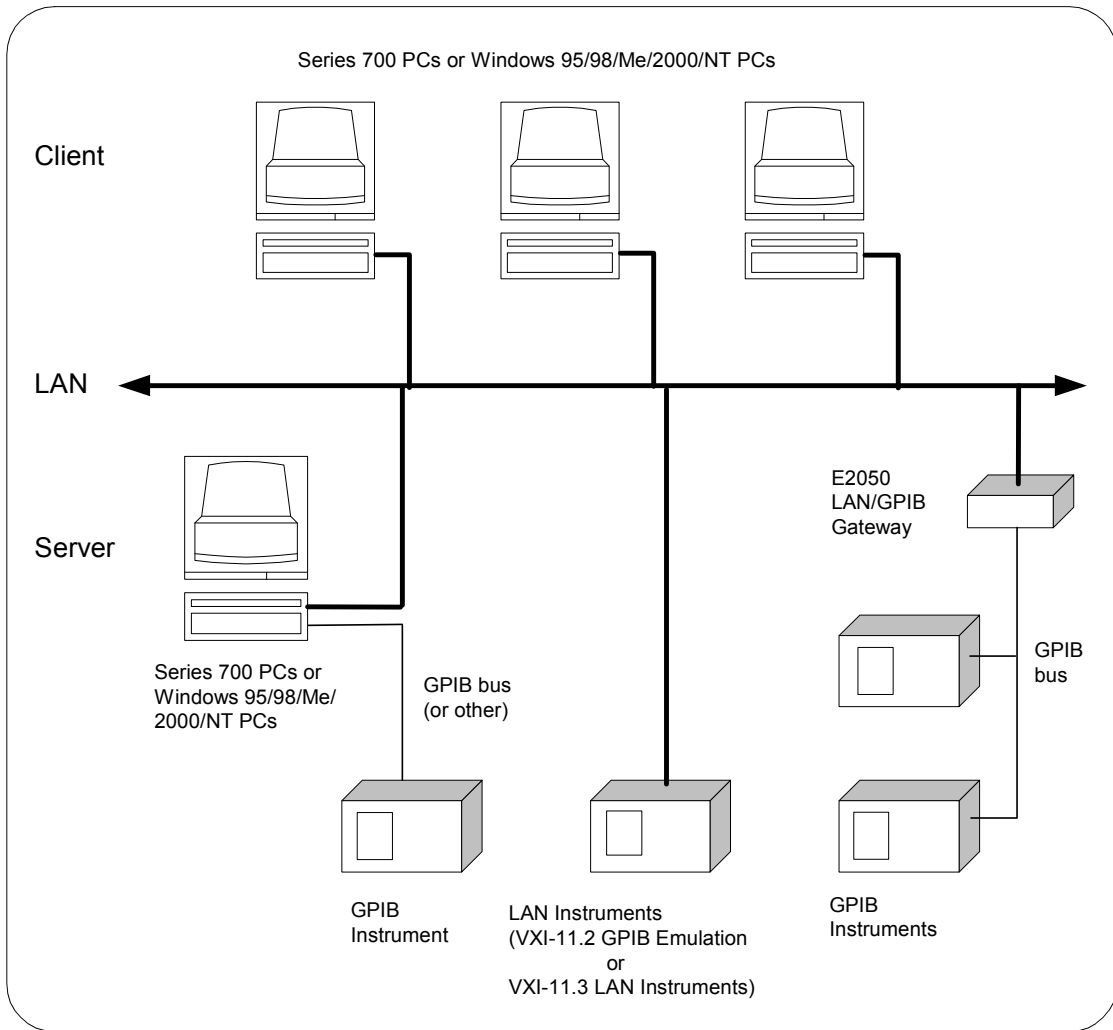 Series 700 PCs or Windows 95/98/Me/2000/NT PCs
Client
LAN
E2050
LAN/GPIB
Gateway
Server
Series 700 PCs or
Windows 95/98/Me/
2000/NT PCs
GPIB bus
(or other)
GPIB
bus
GPIB
Instrument
LAN Instruments
(VXI-11.2 GPIB Emulation
or
VXI-11.3 LAN Instruments)
GPIB
Instruments